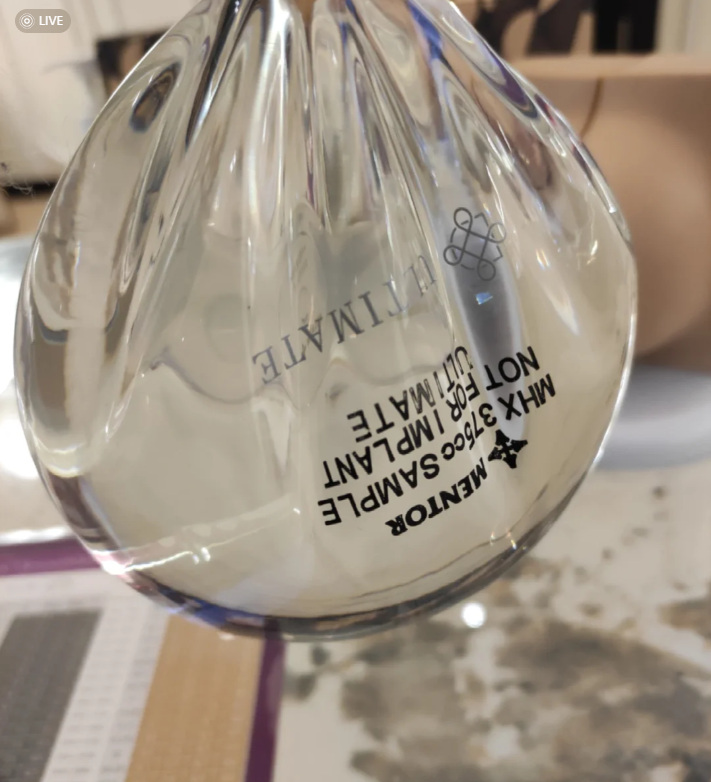 LIVE
ULTIMATE
MENTOR
MHX 375cc SAMPLE
NOT FOR IMPLANT
ULTIMATE